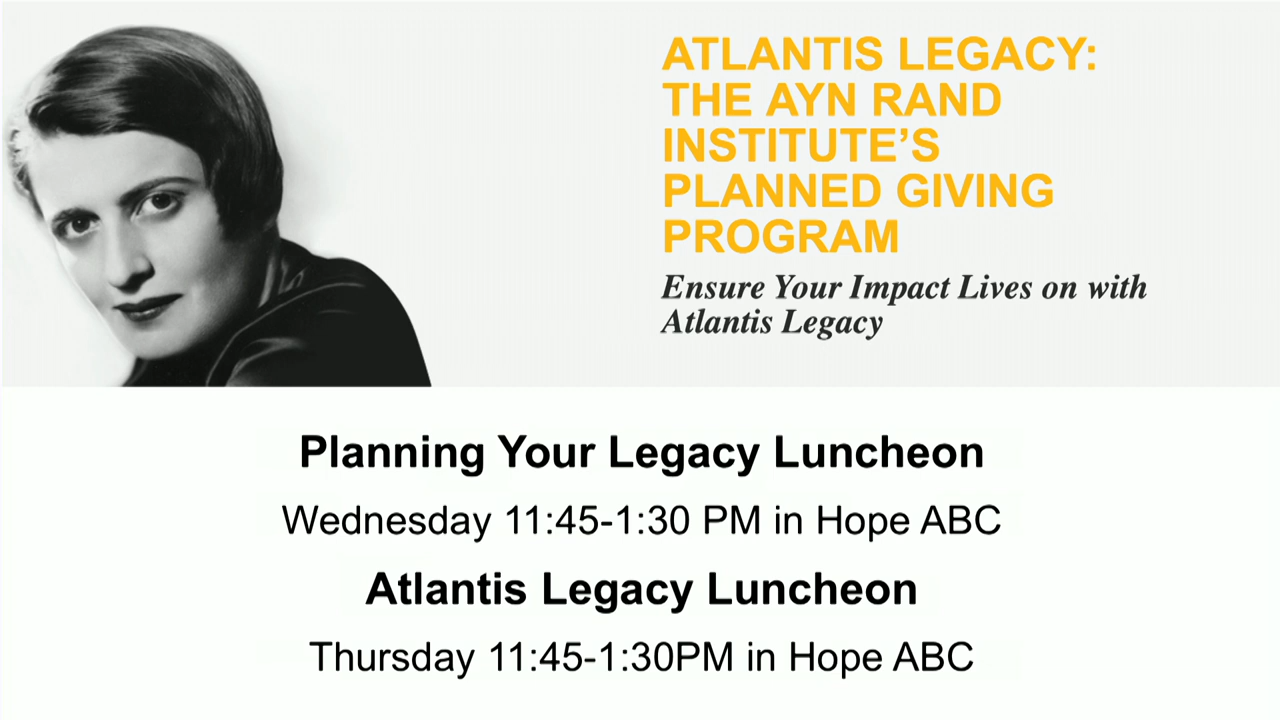 ATLANTIS LEGACY:
THE AYN RAND
INSTITUTE’S
PLANNED GIVING
PROGRAM
Ensure Your Impact Lives on with
Atlantis Legacy
Planning Your Legacy Luncheon
Wednesday 11:45-1:30 PM in Hope ABC
Atlantis Legacy Luncheon
Thursday 11:45-1:30PM in Hope ABC